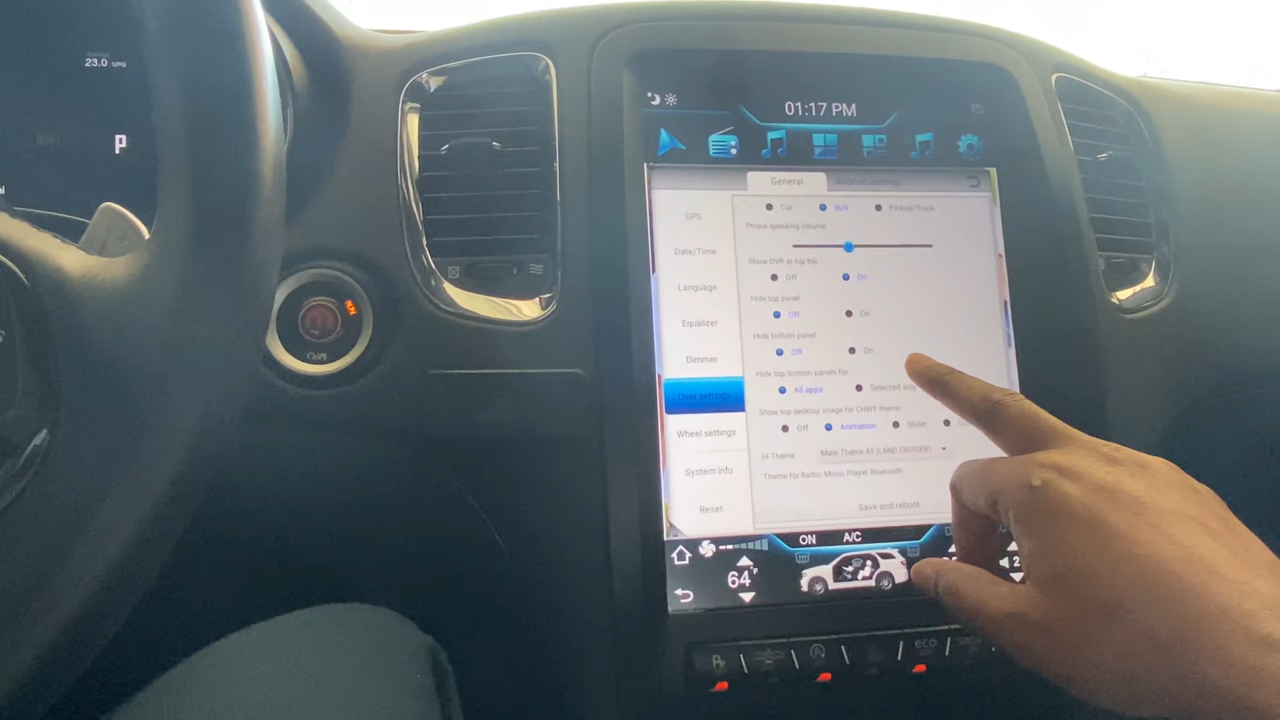 23.0 MPG
P
RUN
01:17 PM
General
Advanced settings
GPS
Date/Time
Language
Equalizer
Dimmer
User settings
Wheel settings
System info
Reset
Car SUV Pickup/Truck
Phone speaking volume
Show DVR at top bar
Off On
Hide top panel
Off On
Hide bottom panel
Off On
Hide top/bottom panels for:
All apps Selected only
Show top desktop image for CHWY theme
Off Animation Slider
UI Theme Main Theme 43 (LAND CRUISER)
Theme for Radio, Music Player, Bluetooth
Save and reboot
ON A/C
64 °F
2
eco